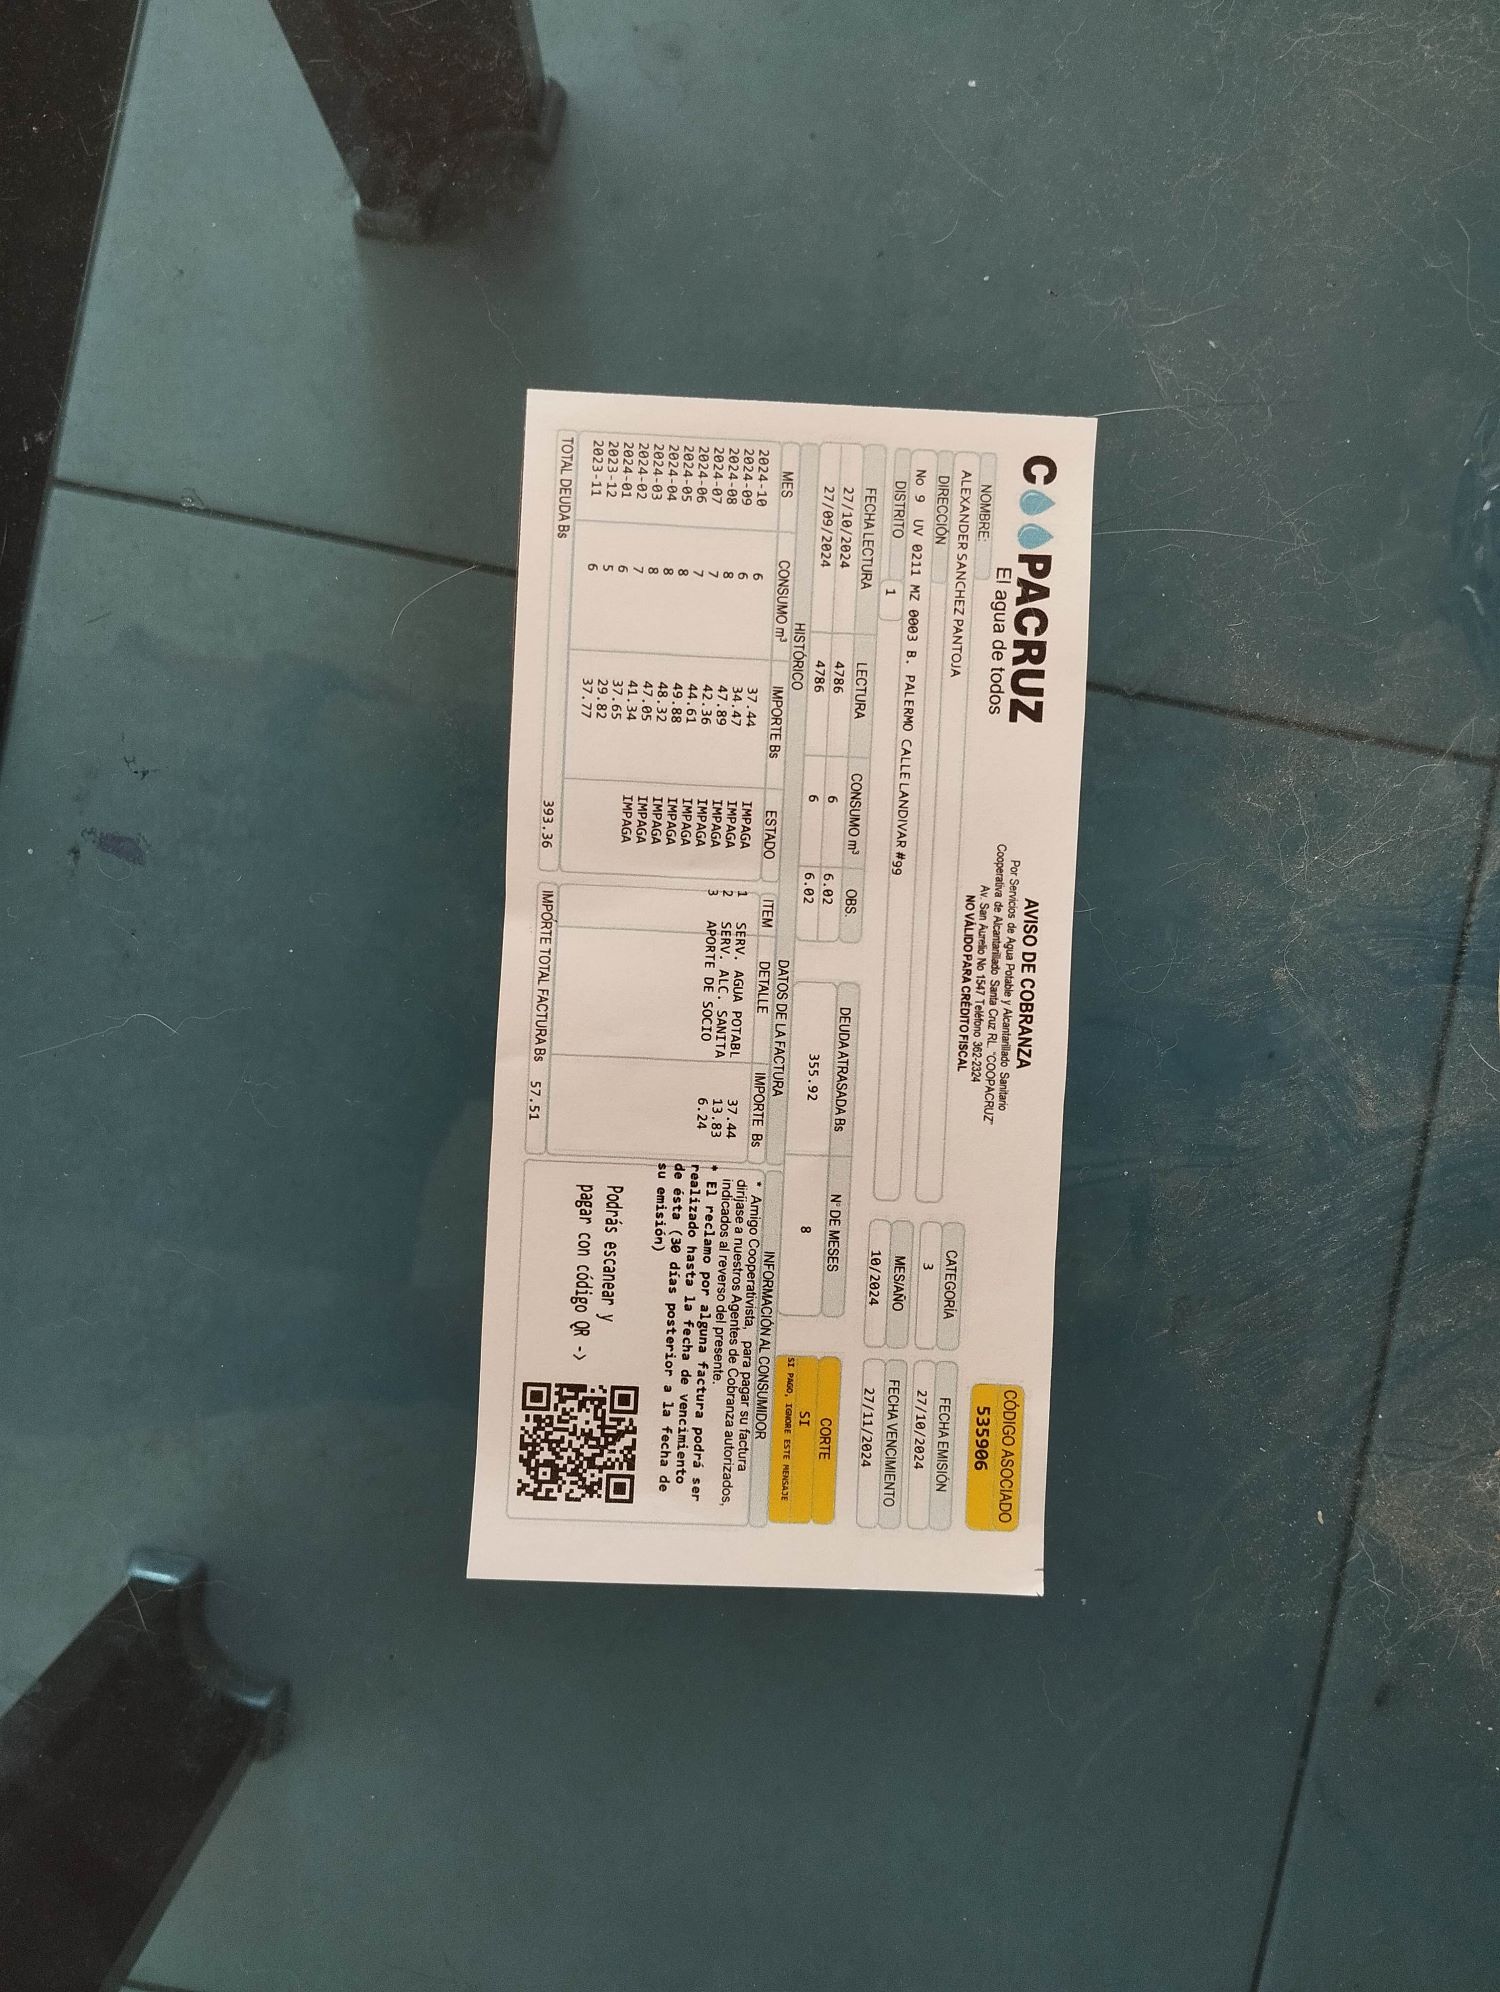 COOPACRUZ
El agua de todos
AVISO DE COBRANZA
Por Servicios de Agua Potable y Alcantarillado Sanitario
Cooperativa de Alcantarillado Santa Cruz RL. "COOPACRUZ"
Av. San Aurelio No 1547 Teléfono 362-2324
NO VÁLIDO PARA CRÉDITO FISCAL
CÓDIGO ASOCIADO
535906
NOMBRE:
ALEXANDER SANCHEZ PANTOJA
DIRECCIÓN
No 9 UV 0211 MZ 0003 B. PALERMO CALLE LANDIVAR #99
DISTRITO 1
CATEGORÍA
3
FECHA EMISIÓN
27/10/2024
MES/AÑO
10/2024
FECHA VENCIMIENTO
27/11/2024
FECHA LECTURA LECTURA CONSUMO m³ OBS.
27/10/2024 4786 6 6.02
27/09/2024 4786 6 6.02
DEUDA ATRASADA Bs N° DE MESES
355.92 8
CORTE
SI
SI PAGO, IGNORE ESTE MENSAJE
HISTÓRICO
MES CONSUMO m³ IMPORTE Bs ESTADO
2024-10 6 37.44 IMPAGA
2024-09 6 34.47 IMPAGA
2024-08 8 47.89 IMPAGA
2024-07 7 42.36 IMPAGA
2024-06 7 44.61 IMPAGA
2024-05 8 49.88 IMPAGA
2024-04 8 48.32 IMPAGA
2024-03 8 47.05 IMPAGA
2024-02 7 41.34 IMPAGA
2024-01 6 37.65
2023-12 5 29.82
2023-11 6 37.77
TOTAL DEUDA Bs 393.36
DATOS DE LA FACTURA
ITEM DETALLE IMPORTE Bs
1 SERV. AGUA POTABL 37.44
2 SERV. ALC. SANITA 13.83
3 APORTE DE SOCIO 6.24
IMPORTE TOTAL FACTURA Bs 57.51
INFORMACIÓN AL CONSUMIDOR
* Amigo Cooperativista, para pagar su factura
diríjase a nuestros Agentes de Cobranza autorizados,
indicados al reverso del presente.
* El reclamo por alguna factura podrá ser
realizado hasta la fecha de vencimiento
de ésta (30 días posterior a la fecha de
su emisión)
Podrás escanear y
pagar con código QR ->